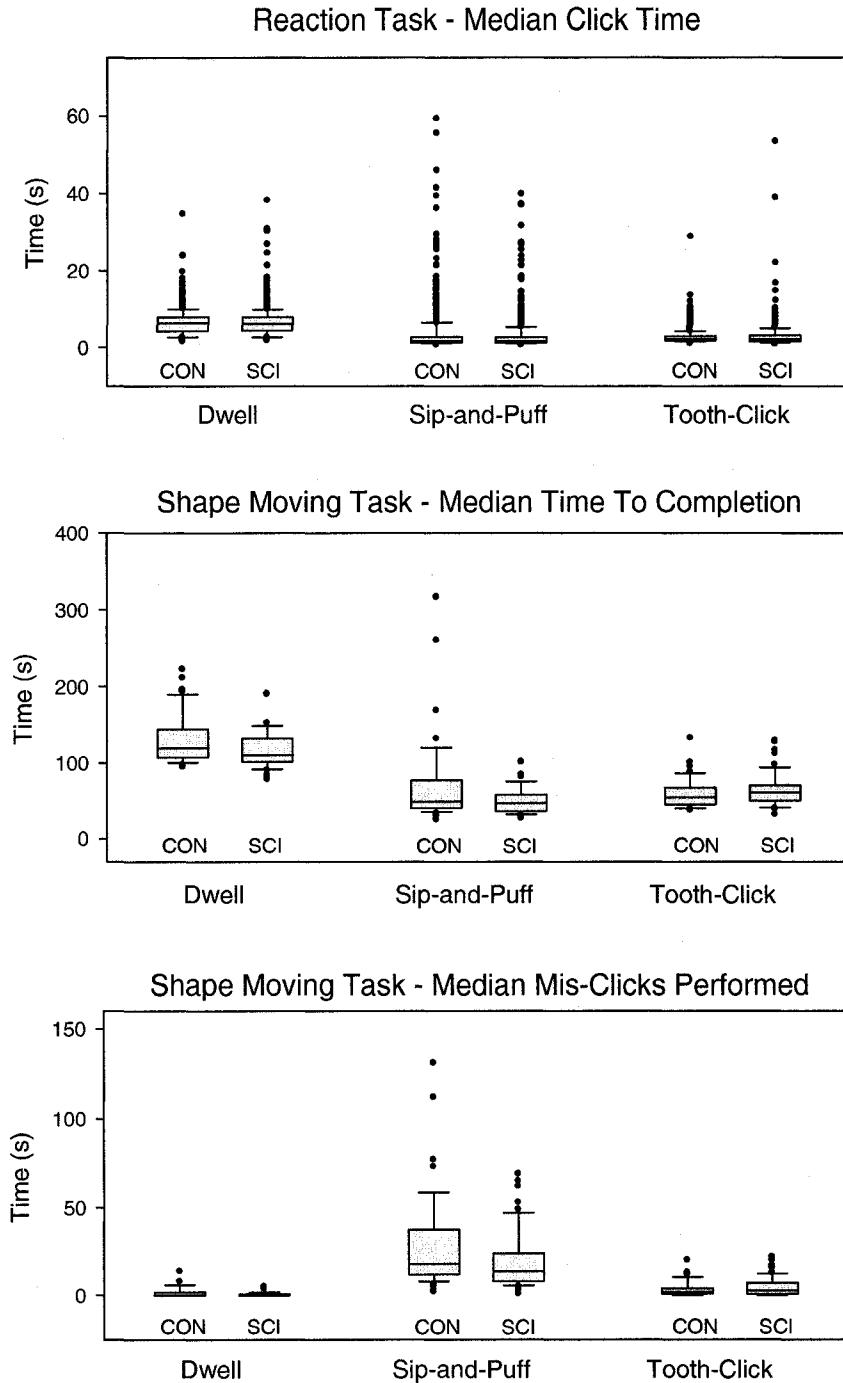 Reaction Task - Median Click Time
Time (s)
60
40
20
0
CON SCI CON SCI CON SCI
Dwell Sip-and-Puff Tooth-Click
Shape Moving Task - Median Time To Completion
Time (s)
400
300
200
100
0
CON SCI CON SCI CON SCI
Dwell Sip-and-Puff Tooth-Click
Shape Moving Task - Median Mis-Clicks Performed
Time (s)
150
100
50
0
CON SCI CON SCI CON SCI
Dwell Sip-and-Puff Tooth-Click